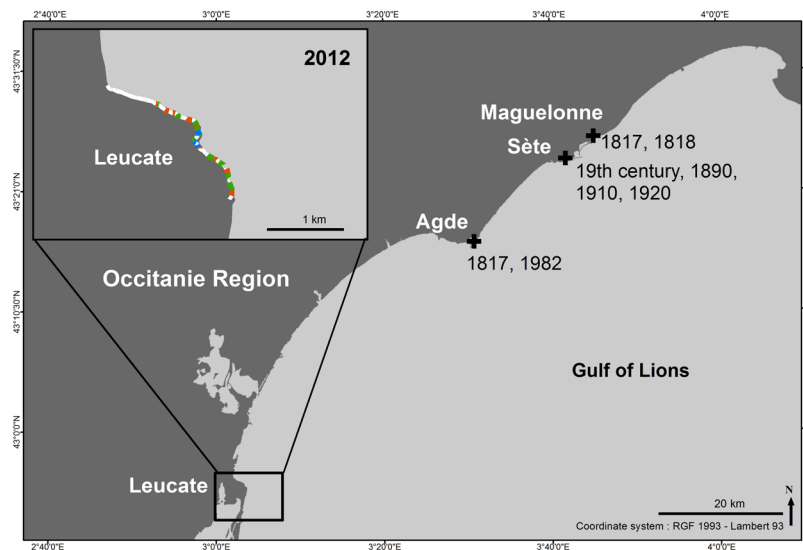 2°40'0"E 3°0'0"E 3°20'0"E 3°40'0"E 4°0'0"E
43°31'30"N
43°21'0"N
43°10'30"N
43°0'0"N
2012
Leucate
1 km
Maguelonne
1817, 1818
Sète
19th century, 1890,
1910, 1920
Agde
1817, 1982
Occitanie Region
Gulf of Lions
Leucate
N
20 km
Coordinate system : RGF 1993 - Lambert 93
2°40'0"E 3°0'0"E 3°20'0"E 3°40'0"E 4°0'0"E